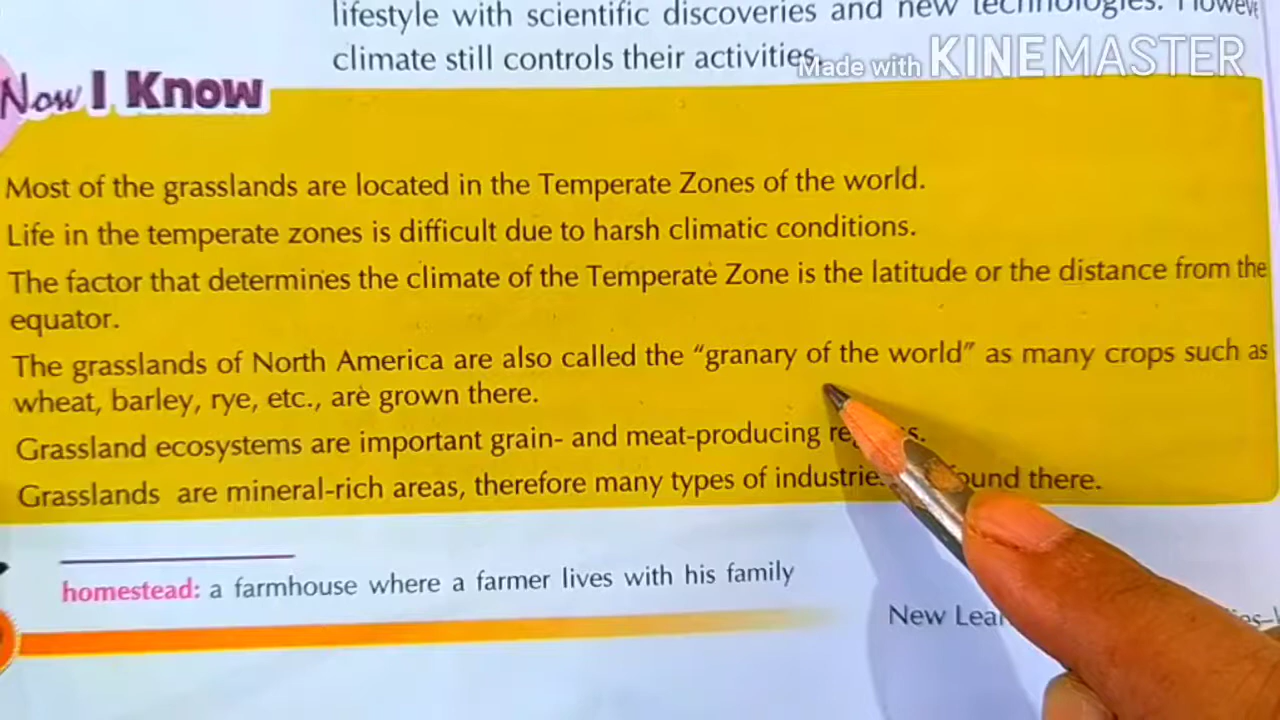 lifestyle with scientific discoveries and new technologies.
climate still controls their activities
Made with KINEMASTER
Now I Know
Most of the grasslands are located in the Temperate Zones of the world.
Life in the temperate zones is difficult due to harsh climatic conditions.
The factor that determines the climate of the Temperate Zone is the latitude or the distance from the
equator.
The grasslands of North America are also called the “granary of the world” as many crops such as
wheat, barley, rye, etc., are grown there.
Grassland ecosystems are important grain- and meat-producing
Grasslands are mineral-rich areas, therefore many types of there.
homestead: a farmhouse where a farmer lives with his family
New